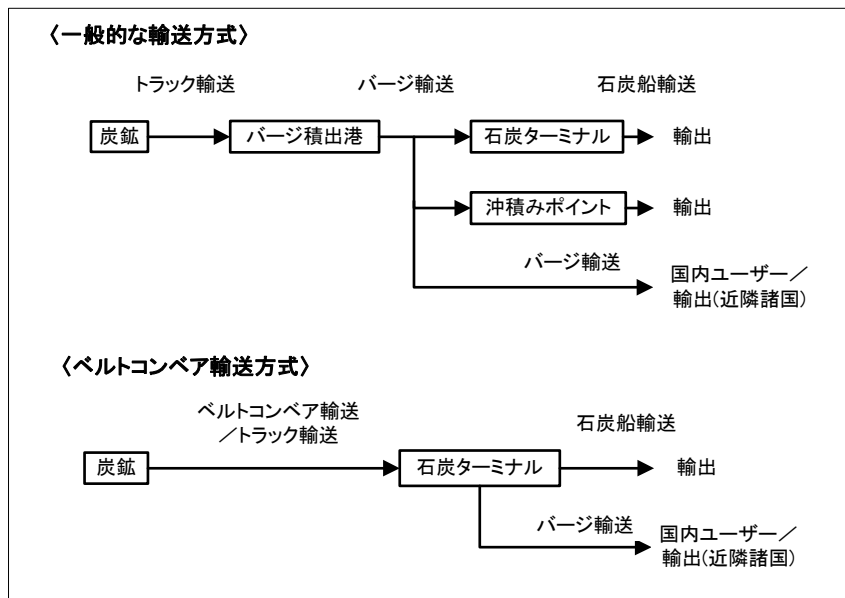 〈一般的な輸送方式〉
トラック輸送 バージ輸送 石炭船輸送
炭鉱 バージ積出港 石炭ターミナル 輸出
沖積みポイント 輸出
バージ輸送
国内ユーザー／
輸出(近隣諸国)
〈ベルトコンベア輸送方式〉
ベルトコンベア輸送
／トラック輸送
石炭船輸送
炭鉱 石炭ターミナル 輸出
バージ輸送
国内ユーザー／
輸出(近隣諸国)